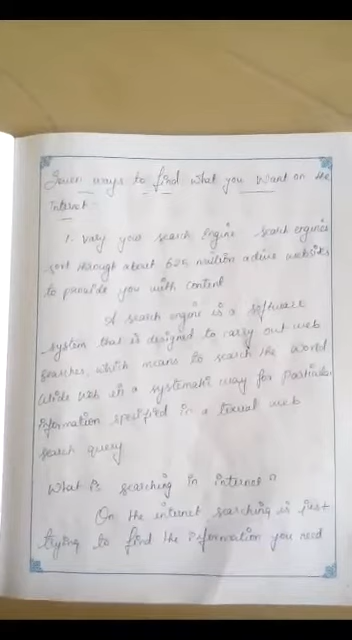 Seven ways to find what you want on the
Internet
1. Vary your search Engine search engines
sort through about 625 million active websites
to provide you with content
A search engine is a software
system that is designed to carry out web
searches, which means to search the world
wide web in a systematic way for particular
information specified in a textual web
search query
What is searching in internet?
On the internet searching is just
trying to find the information you need